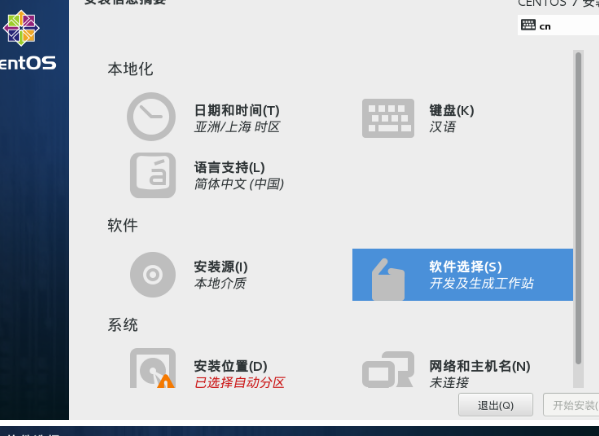 安装信息摘要
CENTOS 7 安装
cn
entOS
本地化
日期和时间(T)
亚洲/上海 时区
键盘(K)
汉语
语言支持(L)
简体中文 (中国)
软件
安装源(I)
本地介质
软件选择(S)
开发及生成工作站
系统
安装位置(D)
已选择自动分区
网络和主机名(N)
未连接
退出(Q)
开始安装(